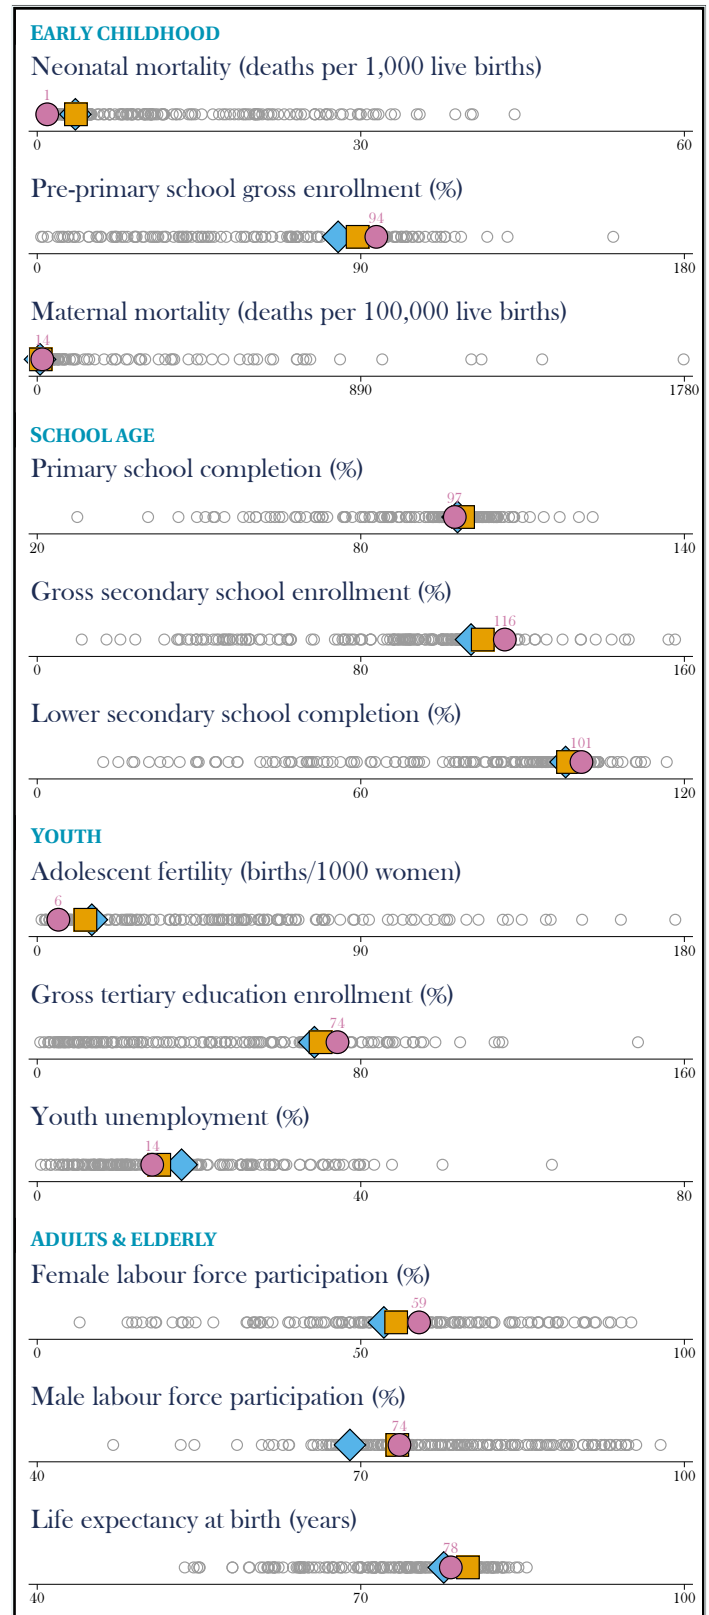 EARLY CHILDHOOD
Neonatal mortality (deaths per 1,000 live births)
1
0 30 60
Pre-primary school gross enrollment (%)
94
0 90 180
Maternal mortality (deaths per 100,000 live births)
14
0 890 1780
SCHOOL AGE
Primary school completion (%)
97
20 80 140
Gross secondary school enrollment (%)
116
0 80 160
Lower secondary school completion (%)
101
0 60 120
YOUTH
Adolescent fertility (births/1000 women)
6
0 90 180
Gross tertiary education enrollment (%)
74
0 80 160
Youth unemployment (%)
14
0 40 80
ADULTS & ELDERLY
Female labour force participation (%)
59
0 50 100
Male labour force participation (%)
74
40 70 100
Life expectancy at birth (years)
78
40 70 100